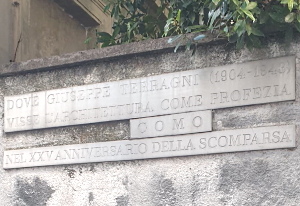 DOVE GIUSEPPE TERRAGNI (1904-1943)
VISSE L'ARCHITETTURA, COME PROFEZIA
COMO
NEL XXV ANNIVERSARIO DELLA SCOMPARSA